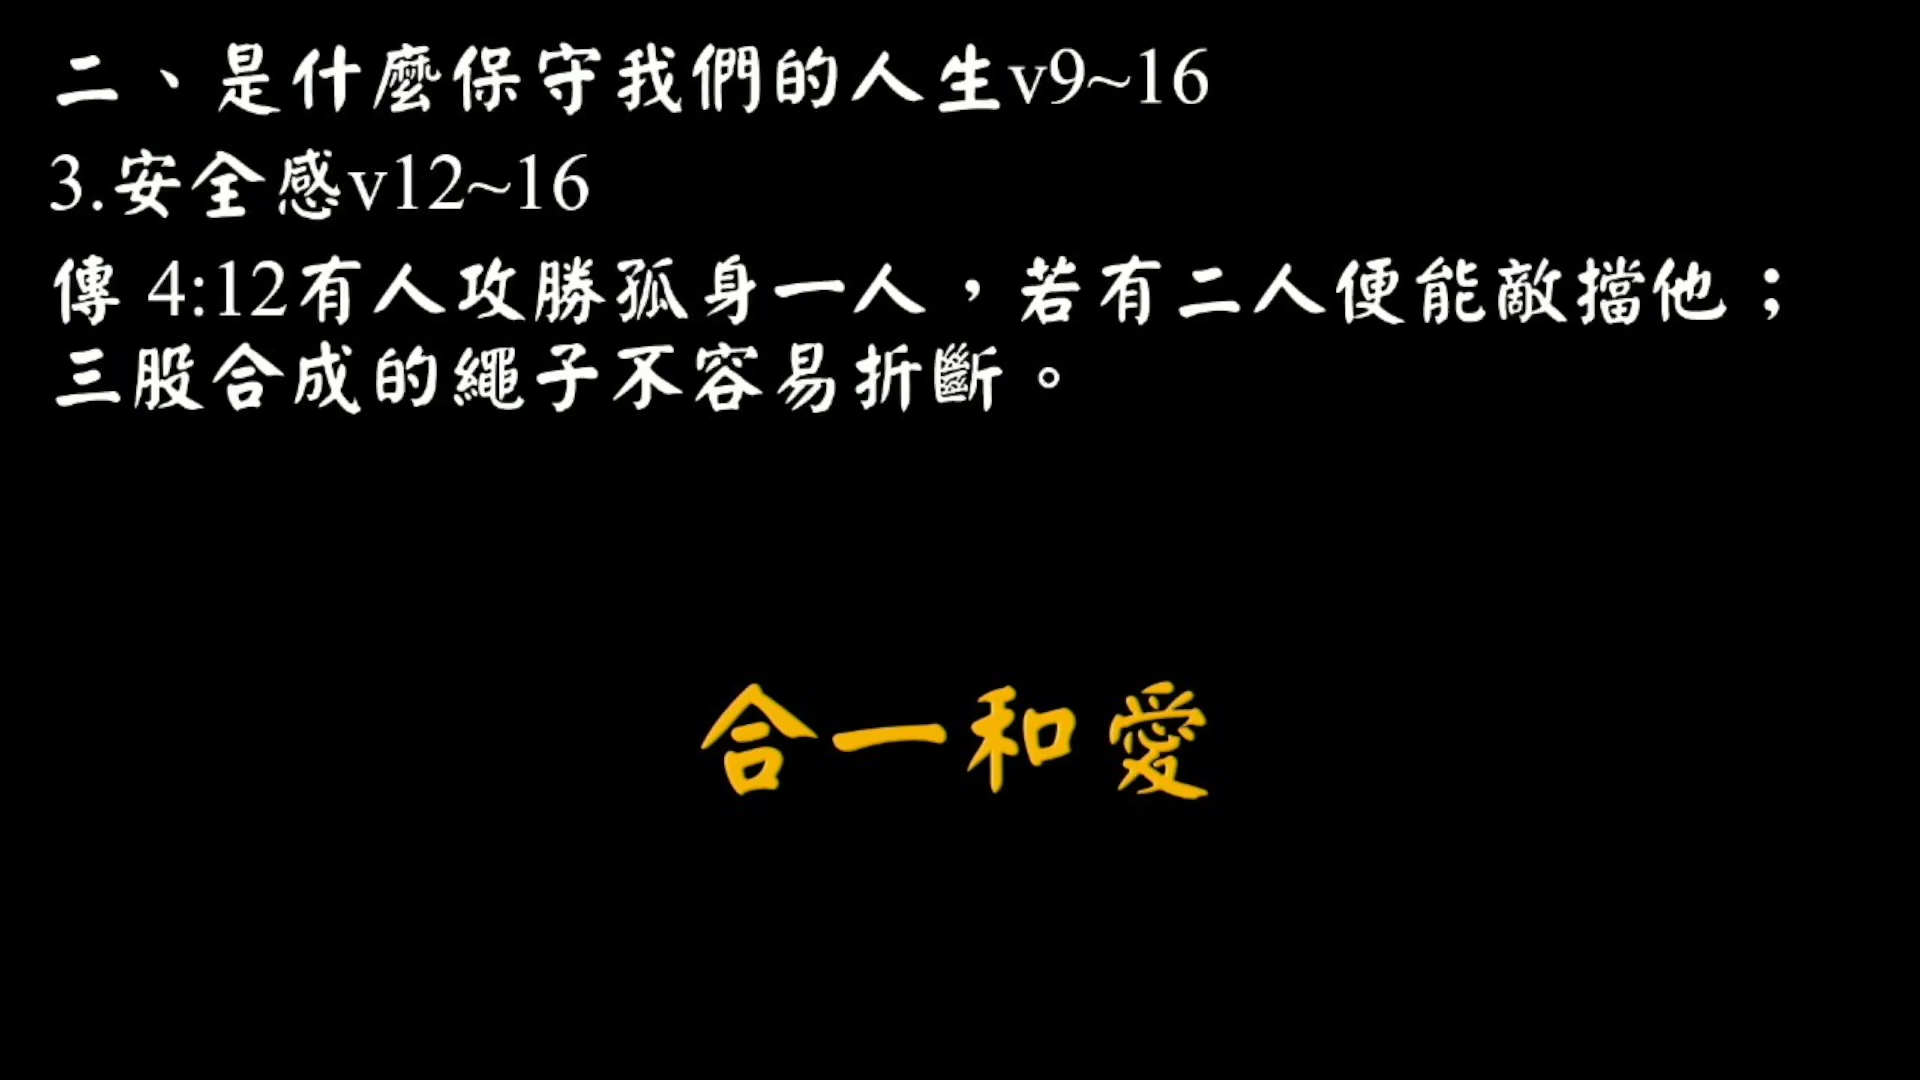 二、是什麼保守我們的人生v9~16
3.安全感v12~16
傳 4:12有人攻勝孤身一人，若有二人便能敵擋他；
三股合成的繩子不容易折斷。
合一和愛